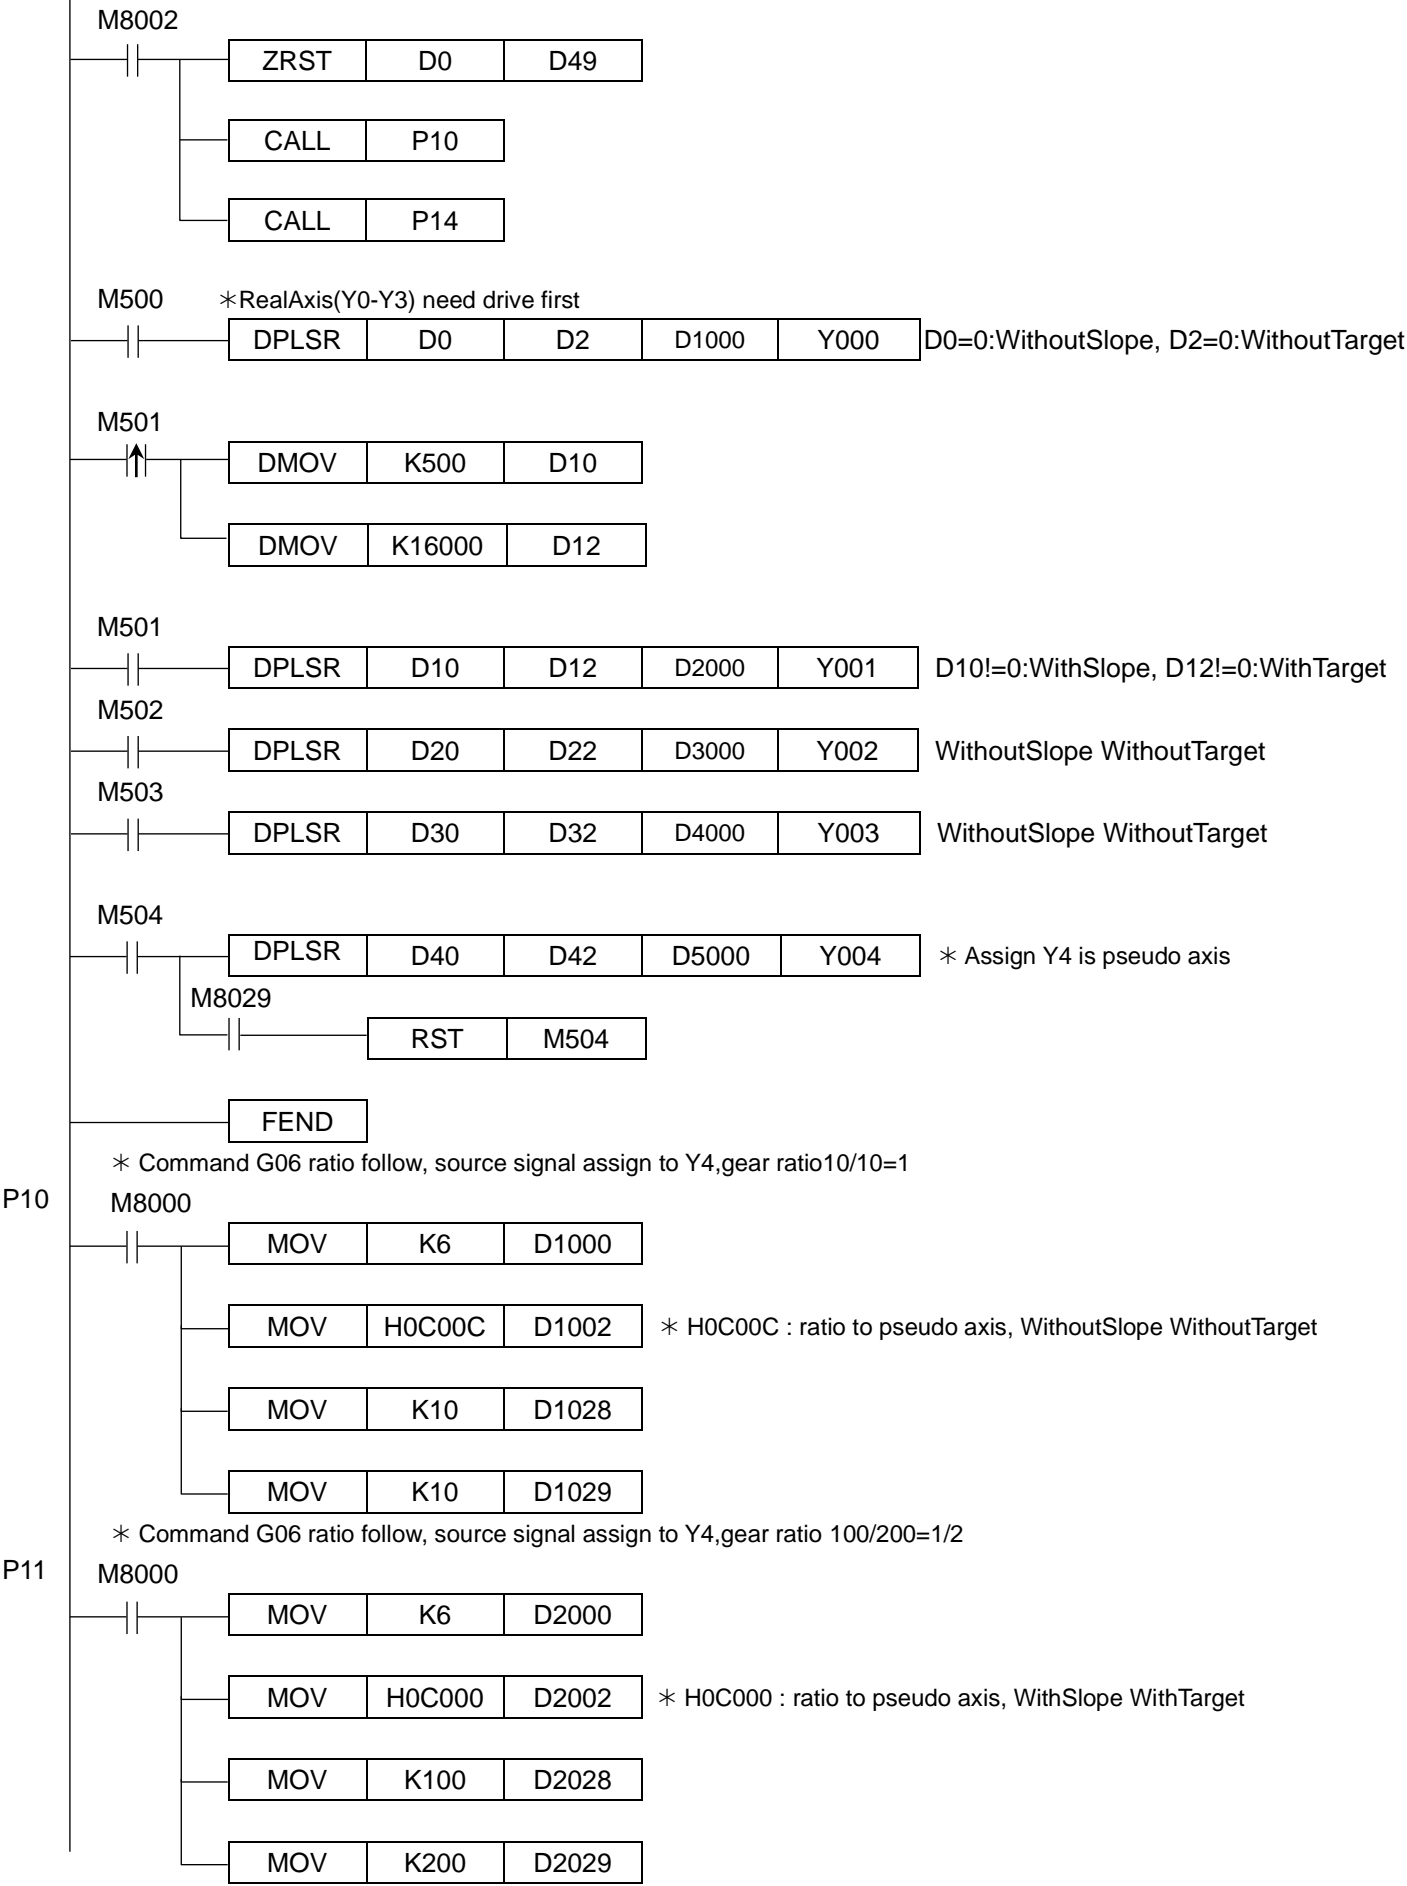 M8002
ZRST D0 D49
CALL P10
CALL P14
M500 ＊RealAxis(Y0-Y3) need drive first
DPLSR D0 D2 D1000 Y000 D0=0:WithoutSlope, D2=0:WithoutTarget
M501
DMOV K500 D10
DMOV K16000 D12
M501
DPLSR D10 D12 D2000 Y001 D10!=0:WithSlope, D12!=0:WithTarget
M502
DPLSR D20 D22 D3000 Y002 WithoutSlope WithoutTarget
M503
DPLSR D30 D32 D4000 Y003 WithoutSlope WithoutTarget
M504
DPLSR D40 D42 D5000 Y004 ＊ Assign Y4 is pseudo axis
M8029
RST M504
FEND
＊ Command G06 ratio follow, source signal assign to Y4,gear ratio10/10=1
P10 M8000
MOV K6 D1000
MOV H0C00C D1002 ＊ H0C00C : ratio to pseudo axis, WithoutSlope WithoutTarget
MOV K10 D1028
MOV K10 D1029
＊ Command G06 ratio follow, source signal assign to Y4,gear ratio 100/200=1/2
P11 M8000
MOV K6 D2000
MOV H0C000 D2002 ＊ H0C000 : ratio to pseudo axis, WithSlope WithTarget
MOV K100 D2028
MOV K200 D2029